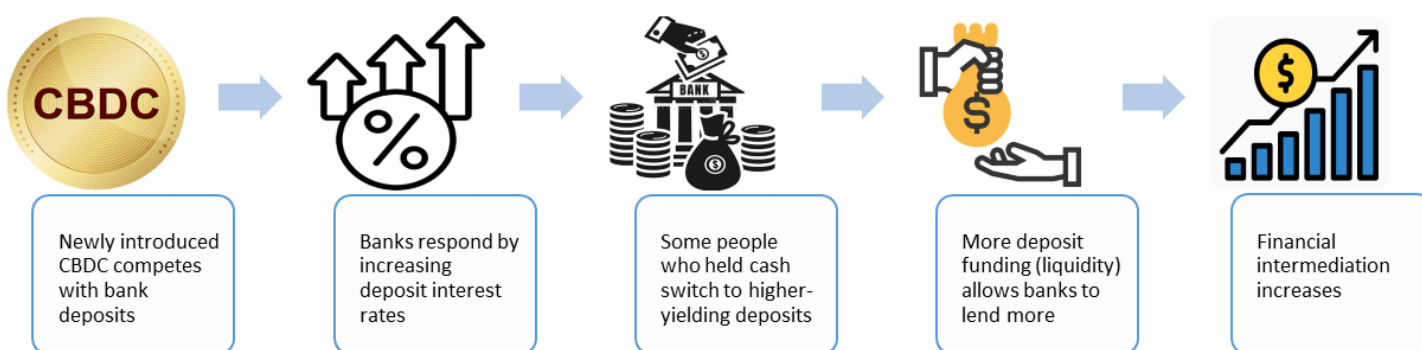 CBDC
%
BANK
$
$
Newly introduced
CBDC competes
with bank
deposits
Banks respond by
increasing
deposit interest
rates
Some people
who held cash
switch to higher-
yielding deposits
More deposit
funding (liquidity)
allows banks to
lend more
Financial
intermediation
increases